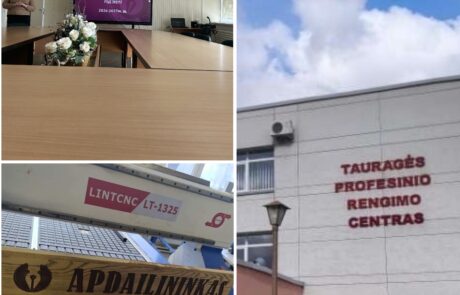 LINTCNC LT-1325
APDAILININKAS
TAURAGĖS
PROFESINIO
RENGIMO
CENTRAS